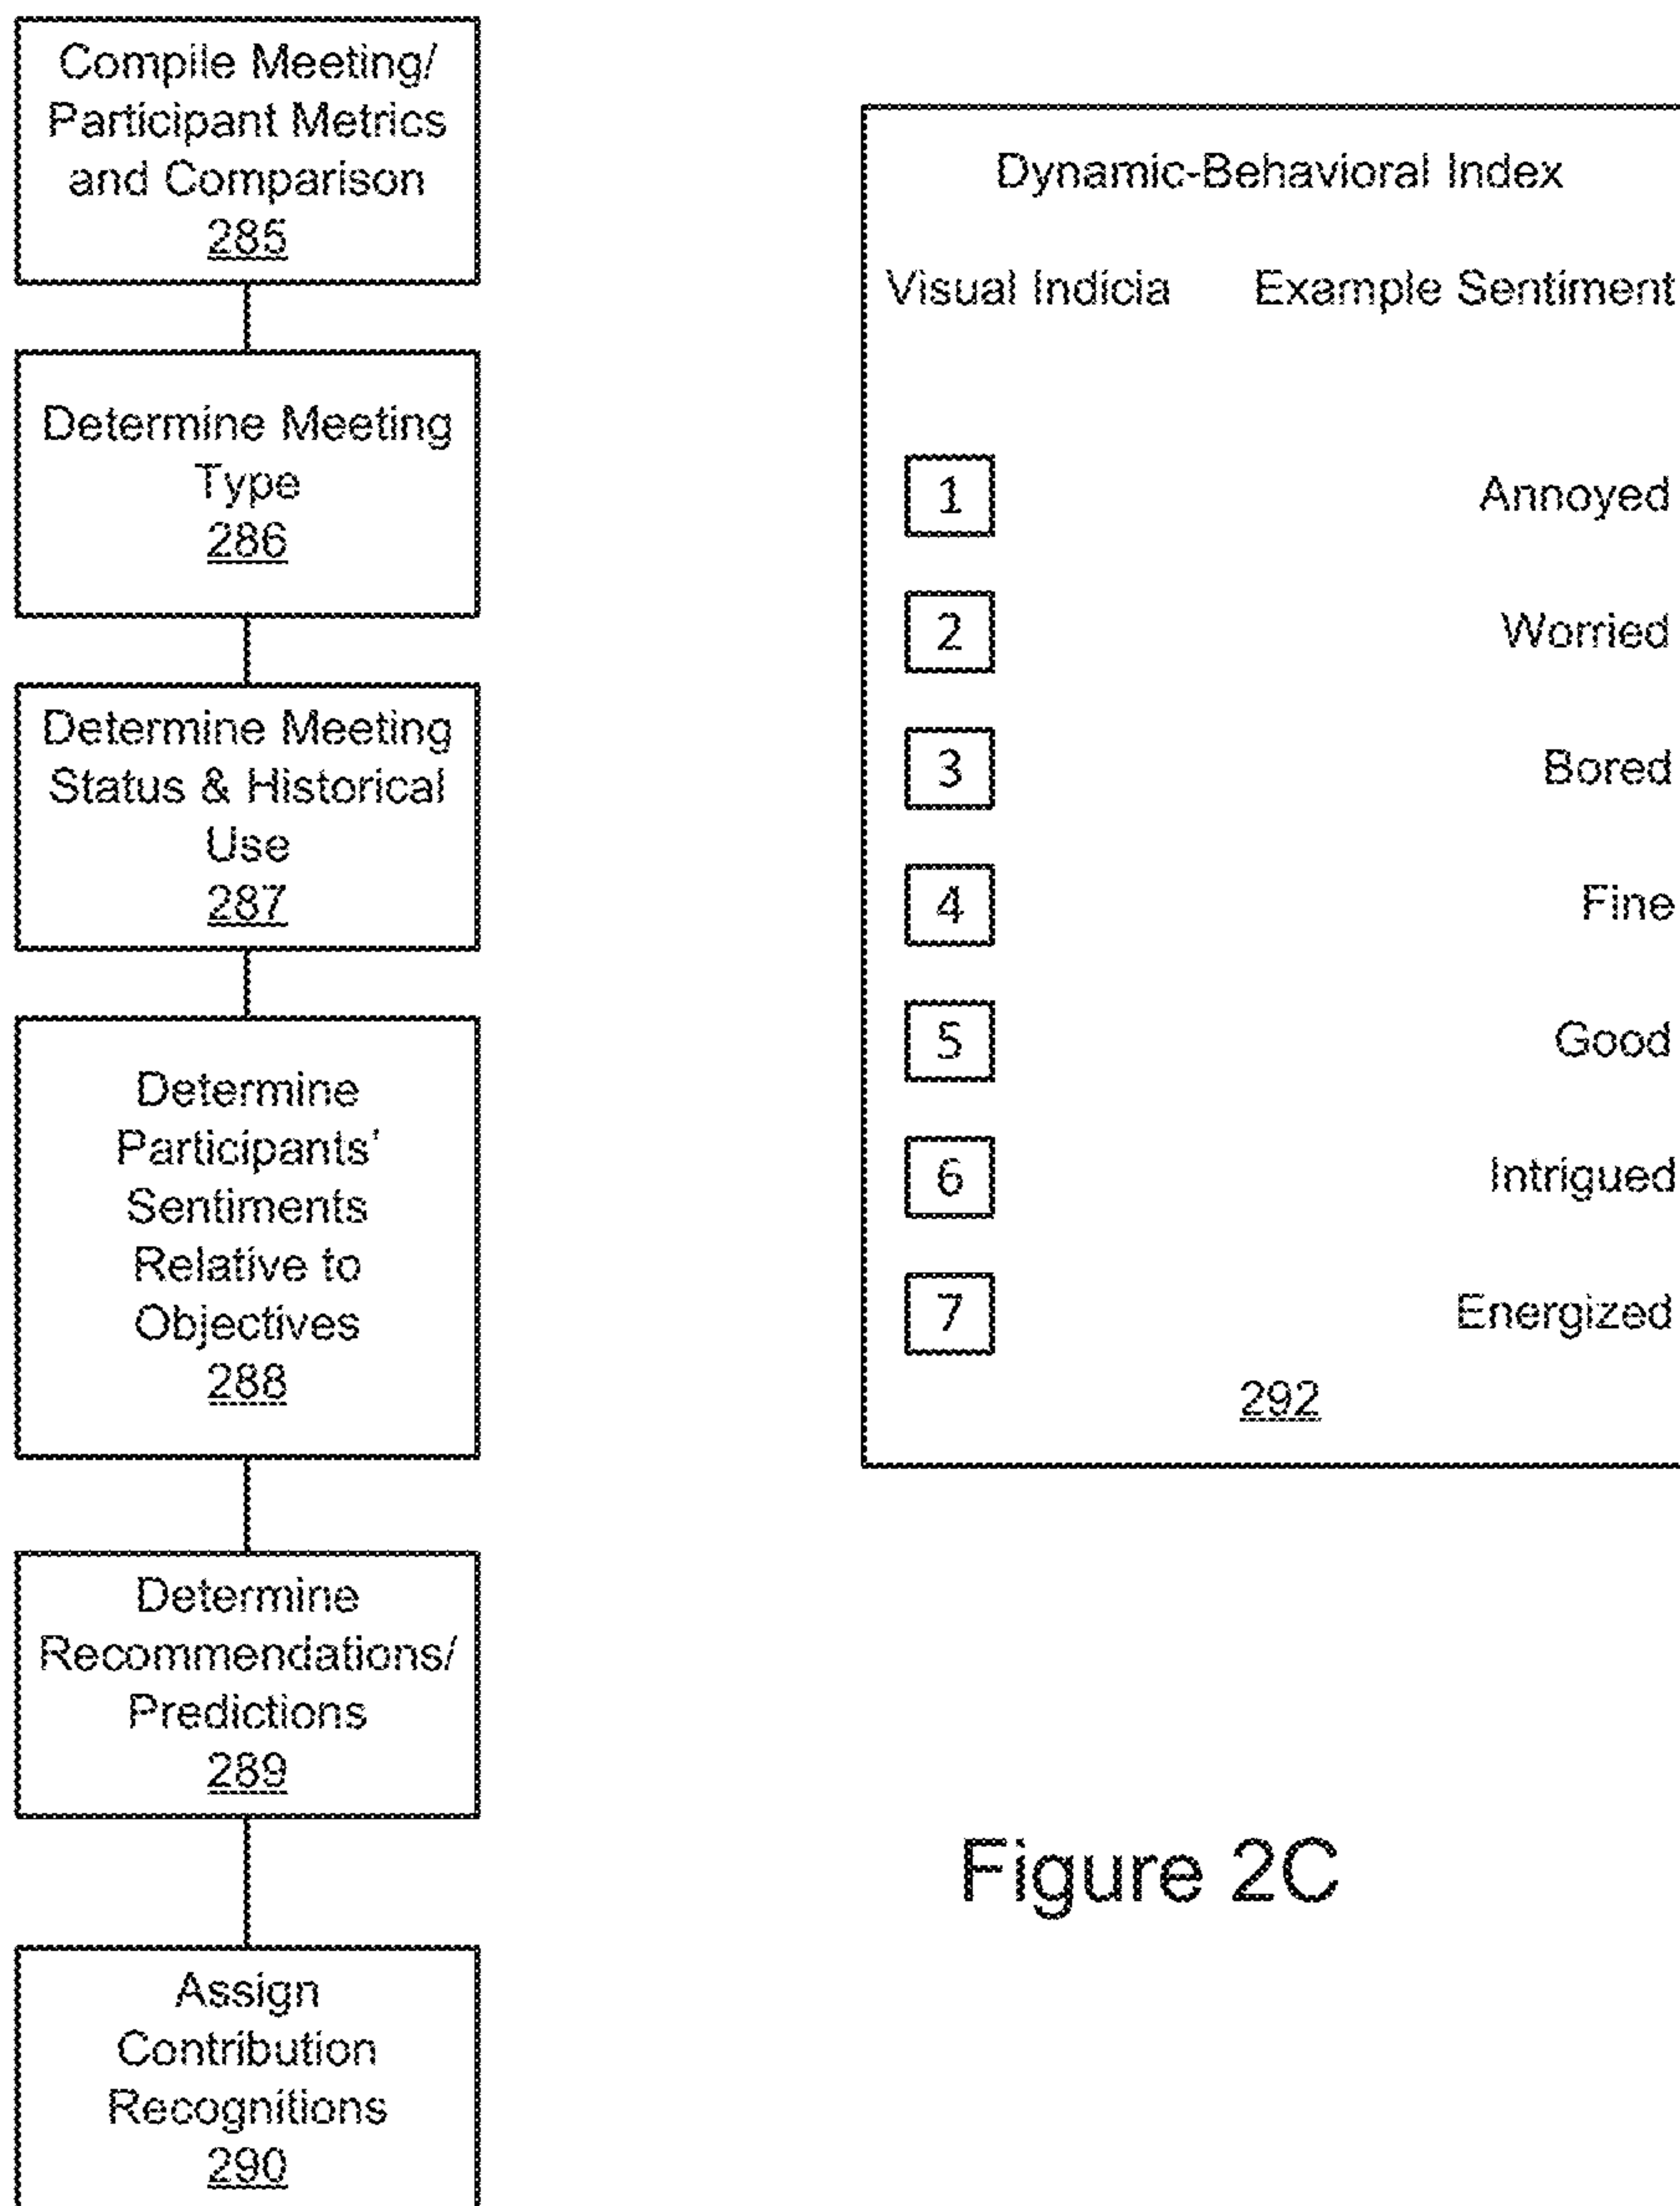 Compile Meeting/
Participant Metrics
and Comparison
285
Determine Meeting
Type
286
Determine Meeting
Status & Historical
Use
287
Determine
Participants'
Sentiments
Relative to
Objectives
288
Determine
Recommendations/
Predictions
289
Assign
Contribution
Recognitions
290
Dynamic-Behavioral Index
Visual Indicia Example Sentiment
1 Annoyed
2 Worried
3 Bored
4 Fine
5 Good
6 Intrigued
7 Energized
292
Figure 2C